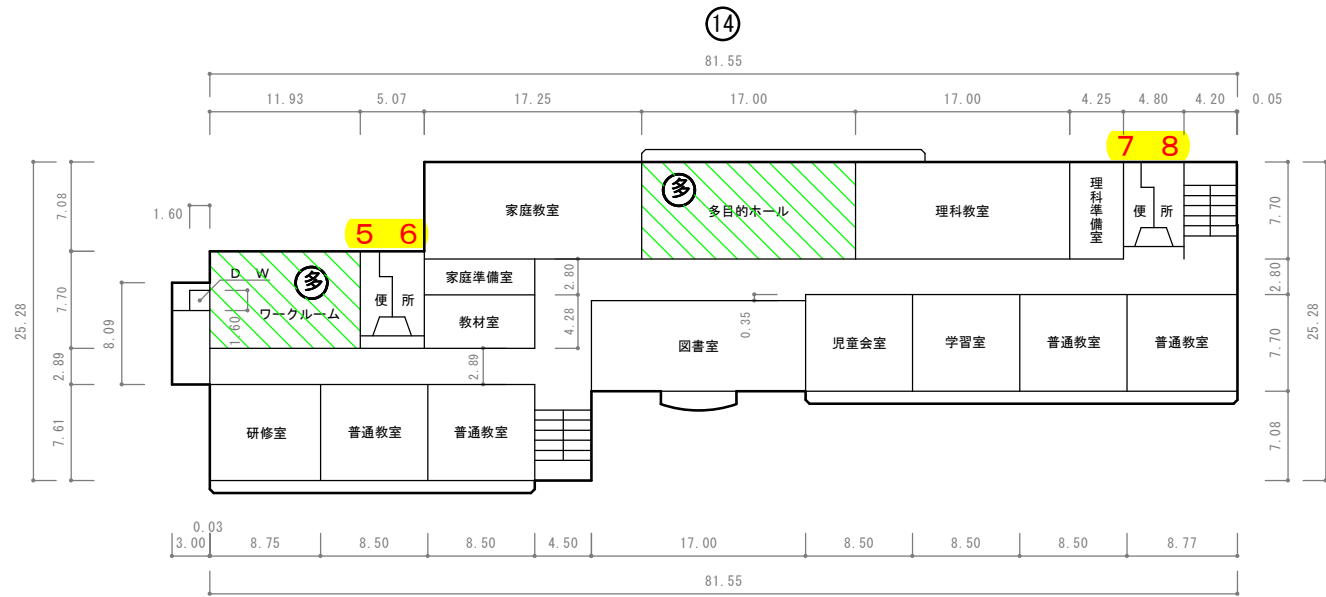 ⑭
81.55
11.93 5.07 17.25 17.00 17.00 4.25 4.80 4.20 0.05
7 8
7.08
1.60
家庭教室
多
多目的ホール
理科教室
理科準備室
便 所
7.70
5 6
D W
多
ワークルーム
1.60
便 所
家庭準備室
2.80
2.80
25.28
7.70
8.09
教材室
4.28
0.35
図書室
児童会室
学習室
普通教室
普通教室
7.70
25.28
2.89
2.89
7.61
研修室
普通教室
普通教室
7.08
0.03
3.00 8.75 8.50 8.50 4.50 17.00 8.50 8.50 8.50 8.77
81.55